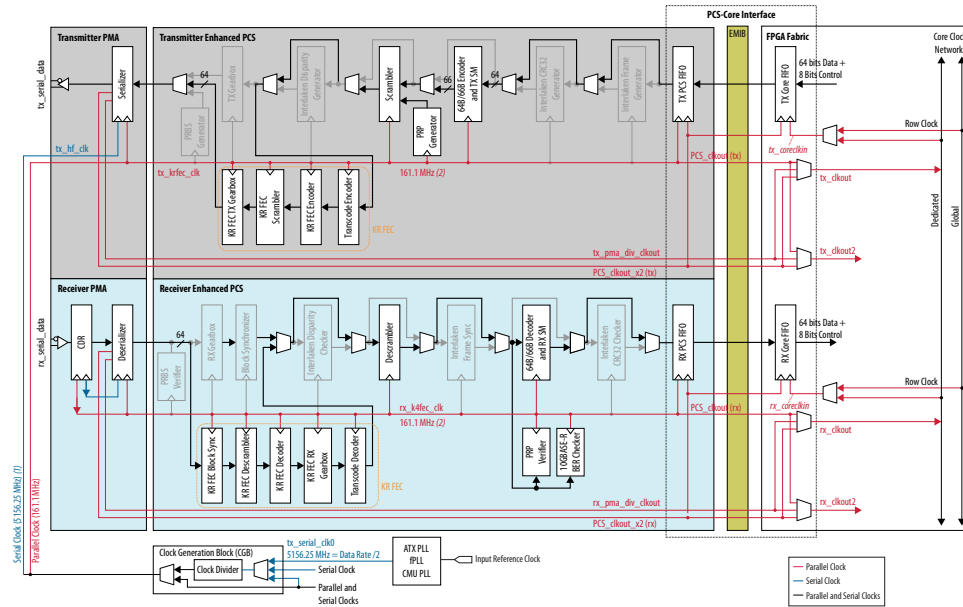 PCS-Core Interface
Transmitter PMA
Transmitter Enhanced PCS
EMIB
FPGA Fabric
Core Clock
Network
tx_serial_data
Serializer
64
TX Gearbox
PRBS
Generator
Interlaken Disparity
Generator
Scrambler
PRP
Generator
66
64B/66B Encoder
and TX SM
64
Interlaken CRC32
Generator
Interlaken Frame
Generator
TX PCS FIFO
TX Core FIFO
64 bits Data +
8 Bits Control
Row Clock
tx_hf_clk
tx_krfec_clk
161.1 MHz (2)
PCS_clkout (tx)
tx_coreclkin
tx_clkout
KR FEC TX Gearbox
KR FEC
Scrambler
KR FEC Encoder
Transcode Encoder
KR FEC
Dedicated
Global
tx_pma_div_clkout
tx_clkout2
PCS_clkout_x2 (tx)
Receiver PMA
Receiver Enhanced PCS
rx_serial_data
CDR
Deserializer
64
PRBS
Verifier
RX Gearbox
Block Synchronizer
Interlaken Disparity
Checker
Descrambler
Interlaken
Frame Sync
64B/66B Decoder
and RX SM
Interlaken
CRC32 Checker
RX PCS FIFO
RX Core FIFO
64 bits Data +
8 Bits Control
Row Clock
rx_k4fec_clk
161.1 MHz (2)
PCS_clkout (rx)
rx_coreclkin
rx_clkout
KR FEC Block Sync
KR FEC Descrambler
KR FEC Decoder
KR FEC RX
Gearbox
Transcode Decoder
KR FEC
PRP
Verifier
10GBASE-R
BER Checker
rx_pma_div_clkout
rx_clkout2
PCS_clkout_x2 (rx)
Serial Clock (5156.25 MHz) (1)
Parallel Clock (161.1 MHz)
Clock Generation Block (CGB)
Clock Divider
tx_serial_clk0
5156.25 MHz = Data Rate /2
Serial Clock
Parallel and
Serial Clocks
ATX PLL
fPLL
CMU PLL
Input Reference Clock
Parallel Clock
Serial Clock
Parallel and Serial Clocks